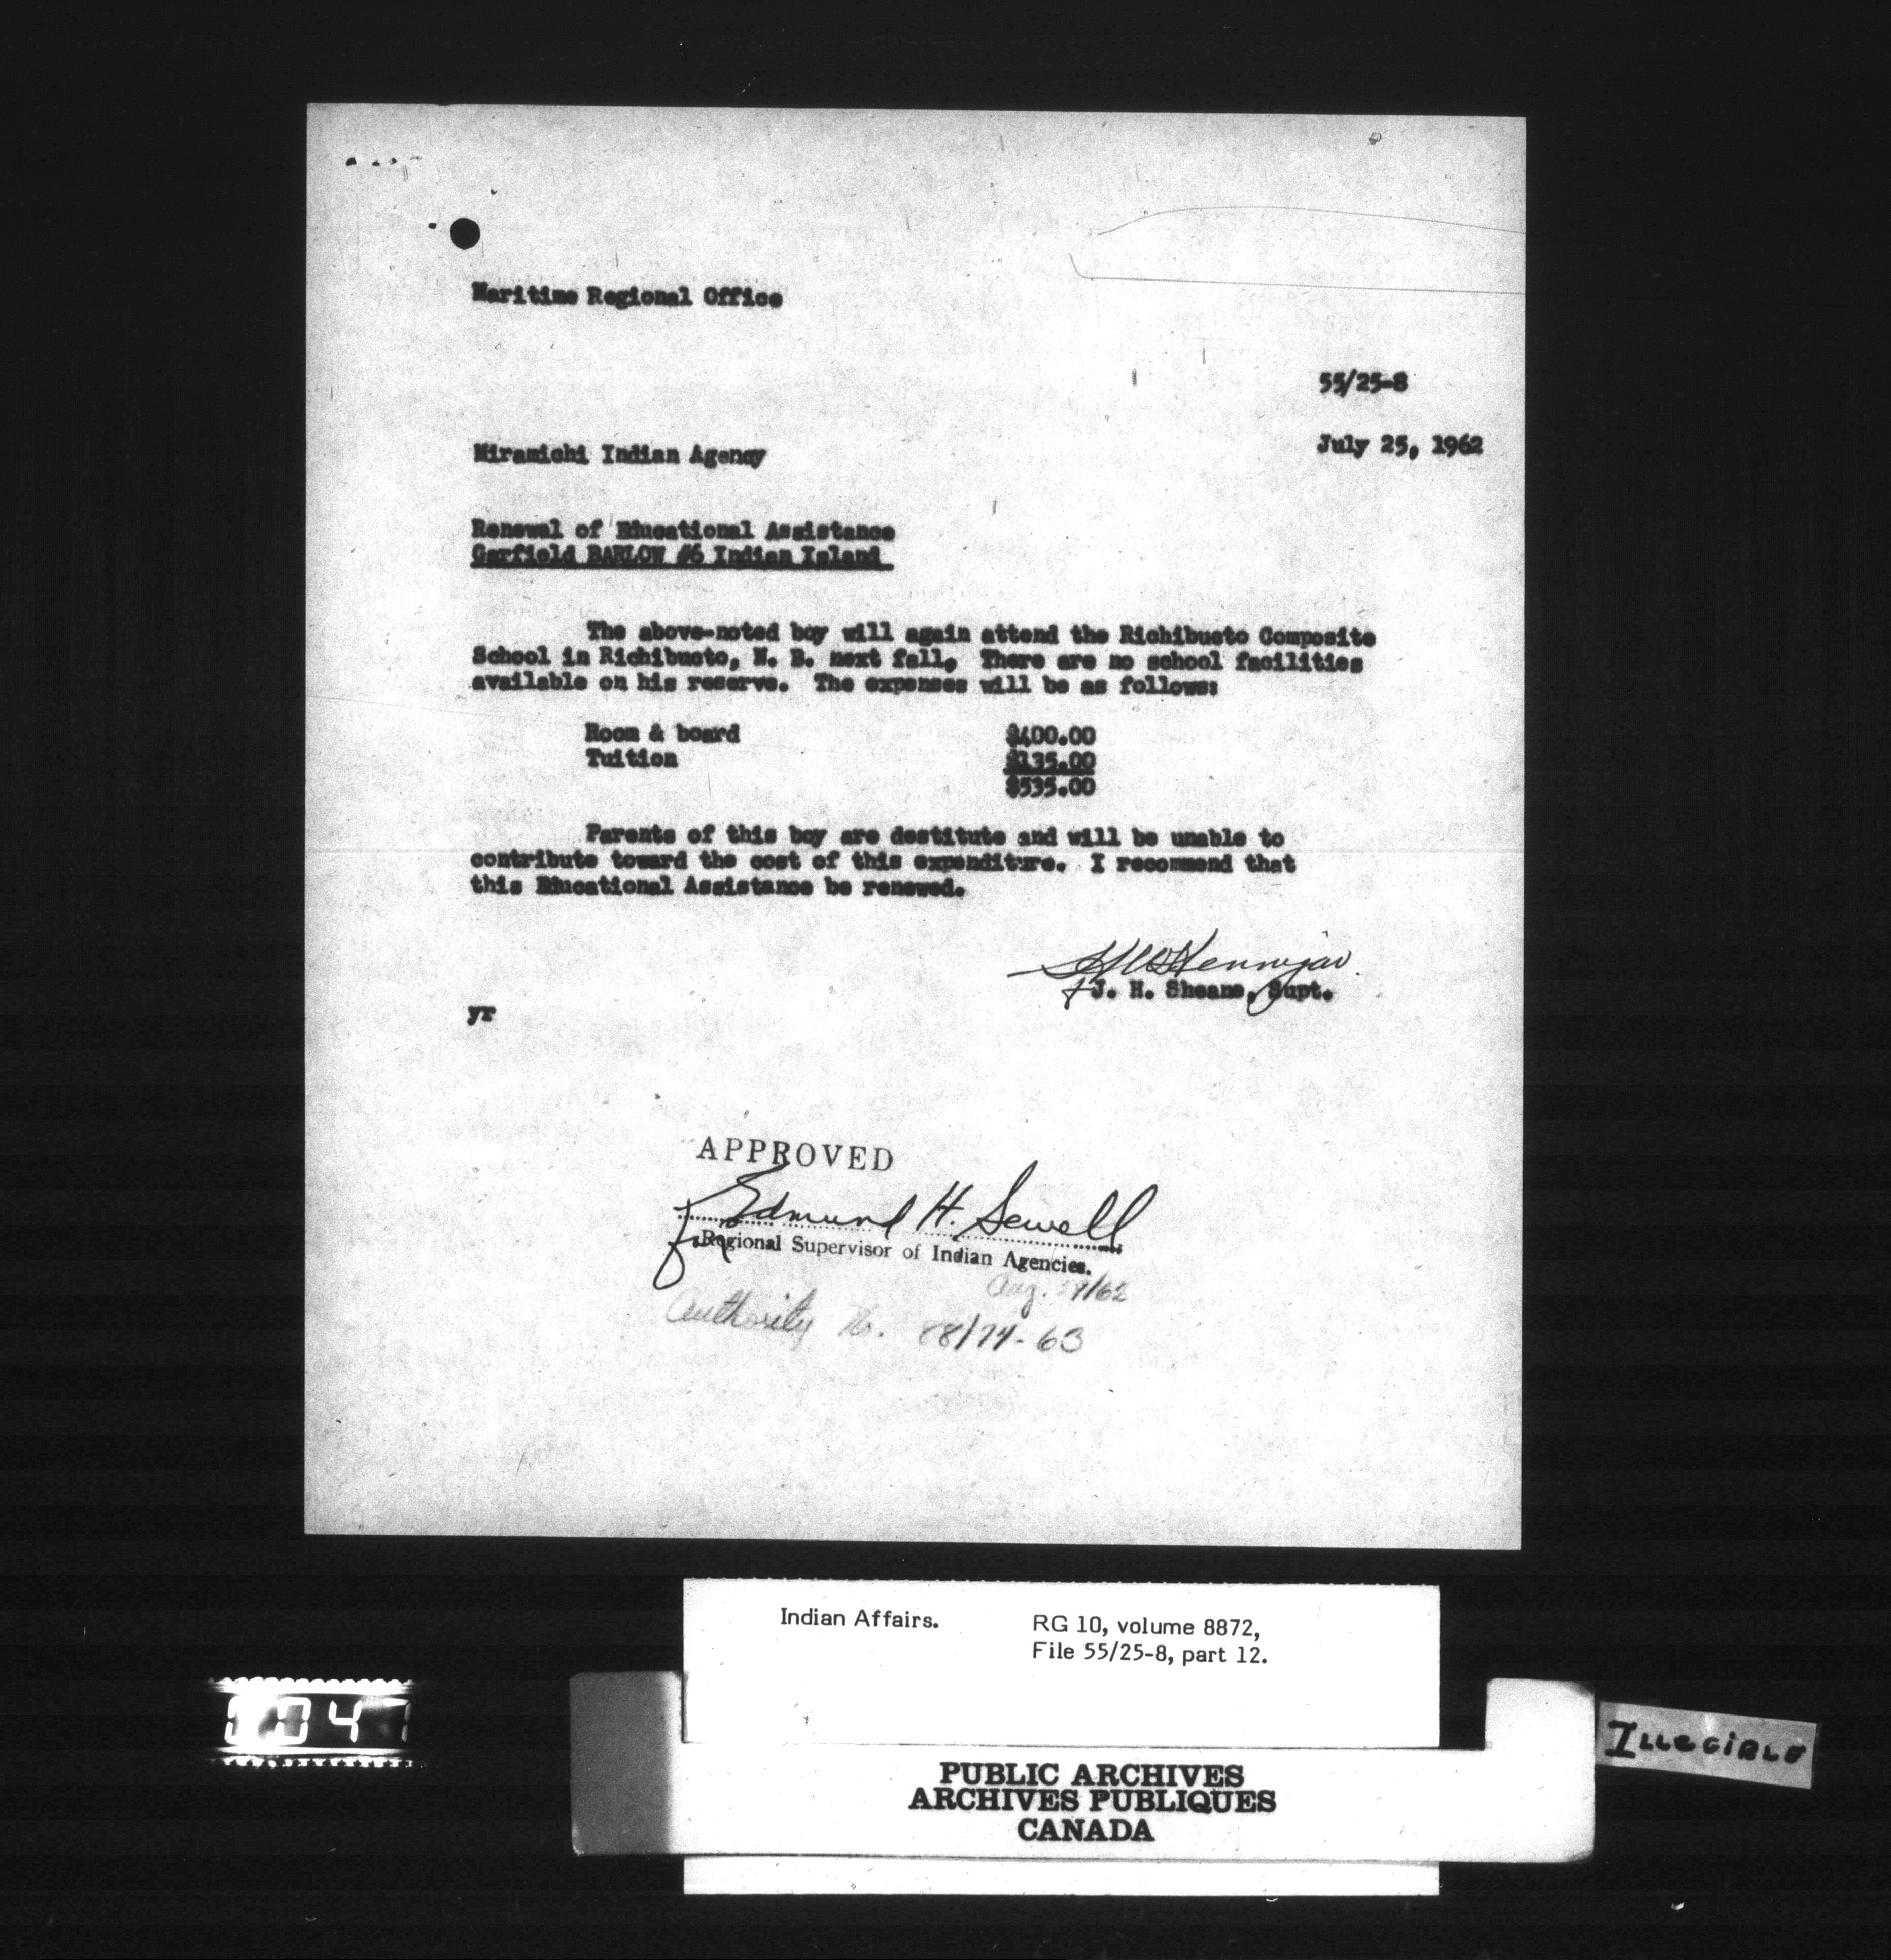 Maritime Regional Office
55/25-8
Miramichi Indian Agency
July 25, 1962
Renewal of Educational Assistance
Garfield BARLOW #6 Indian Island
The above-noted boy will again attend the Richibucto Composite
School in Richibucto, N. B. next fall. There are no school facilities
available on his reserve. The expenses will be as follows:
Room & board $400.00
Tuition $135.00
$535.00
Parents of this boy are destitute and will be unable to
contribute toward the cost of this expenditure. I recommend that
this Educational Assistance be renewed.
J. H. Sheane, Supt.
yr
APPROVED
Edmund H. Sewell
for Regional Supervisor of Indian Agencies.
Aug. /62
Authority No. 88/74-63
Indian Affairs. RG 10, volume 8872,
File 55/25-8, part 12.
PUBLIC ARCHIVES
ARCHIVES PUBLIQUES
CANADA
ILLEGIBLE